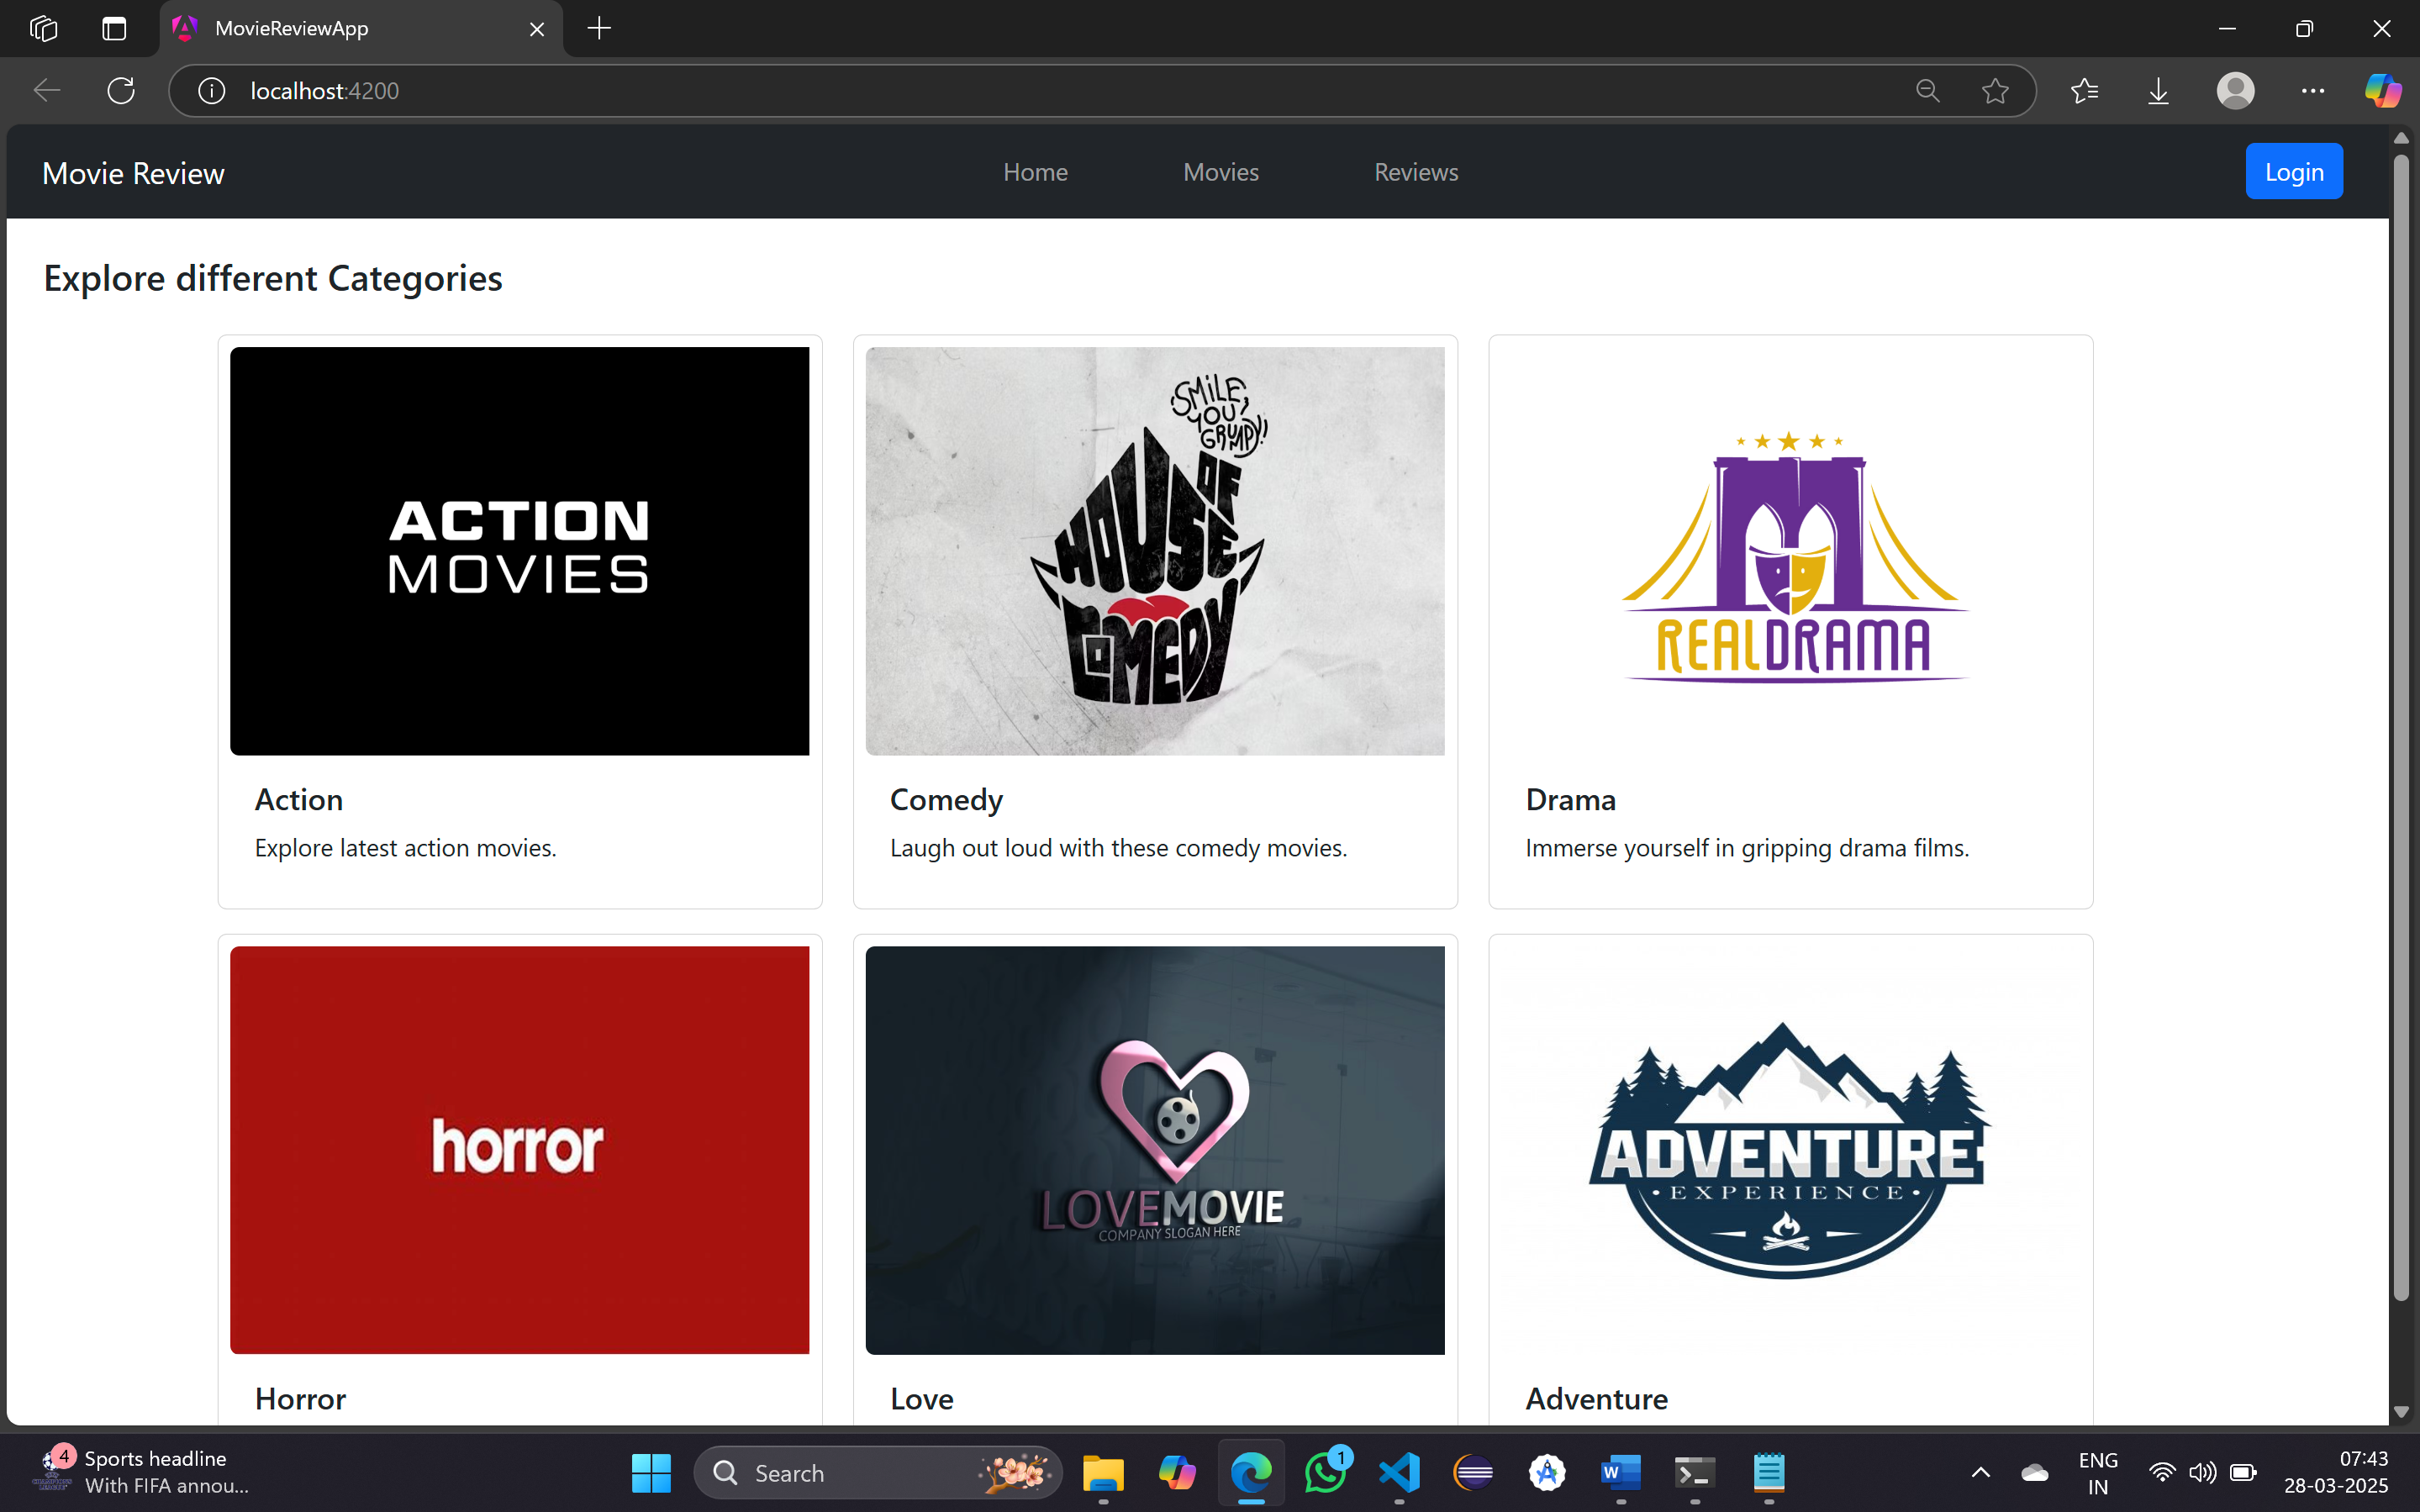 MovieReviewApp
localhost:4200
Movie Review
Home
Movies
Reviews
Login
Explore different Categories
ACTION
MOVIES
SMILE,
YOU
GRUMPY!
HOUSE
OF
COMEDY
REALDRAMA
Action
Explore latest action movies.
Comedy
Laugh out loud with these comedy movies.
Drama
Immerse yourself in gripping drama films.
horror
LOVEMOVIE
COMPANY SLOGAN HERE
ADVENTURE
• EXPERIENCE •
Horror
Love
Adventure
4
Sports headline
With FIFA annou...
Search
1
W
ENG
IN
07:43
28-03-2025